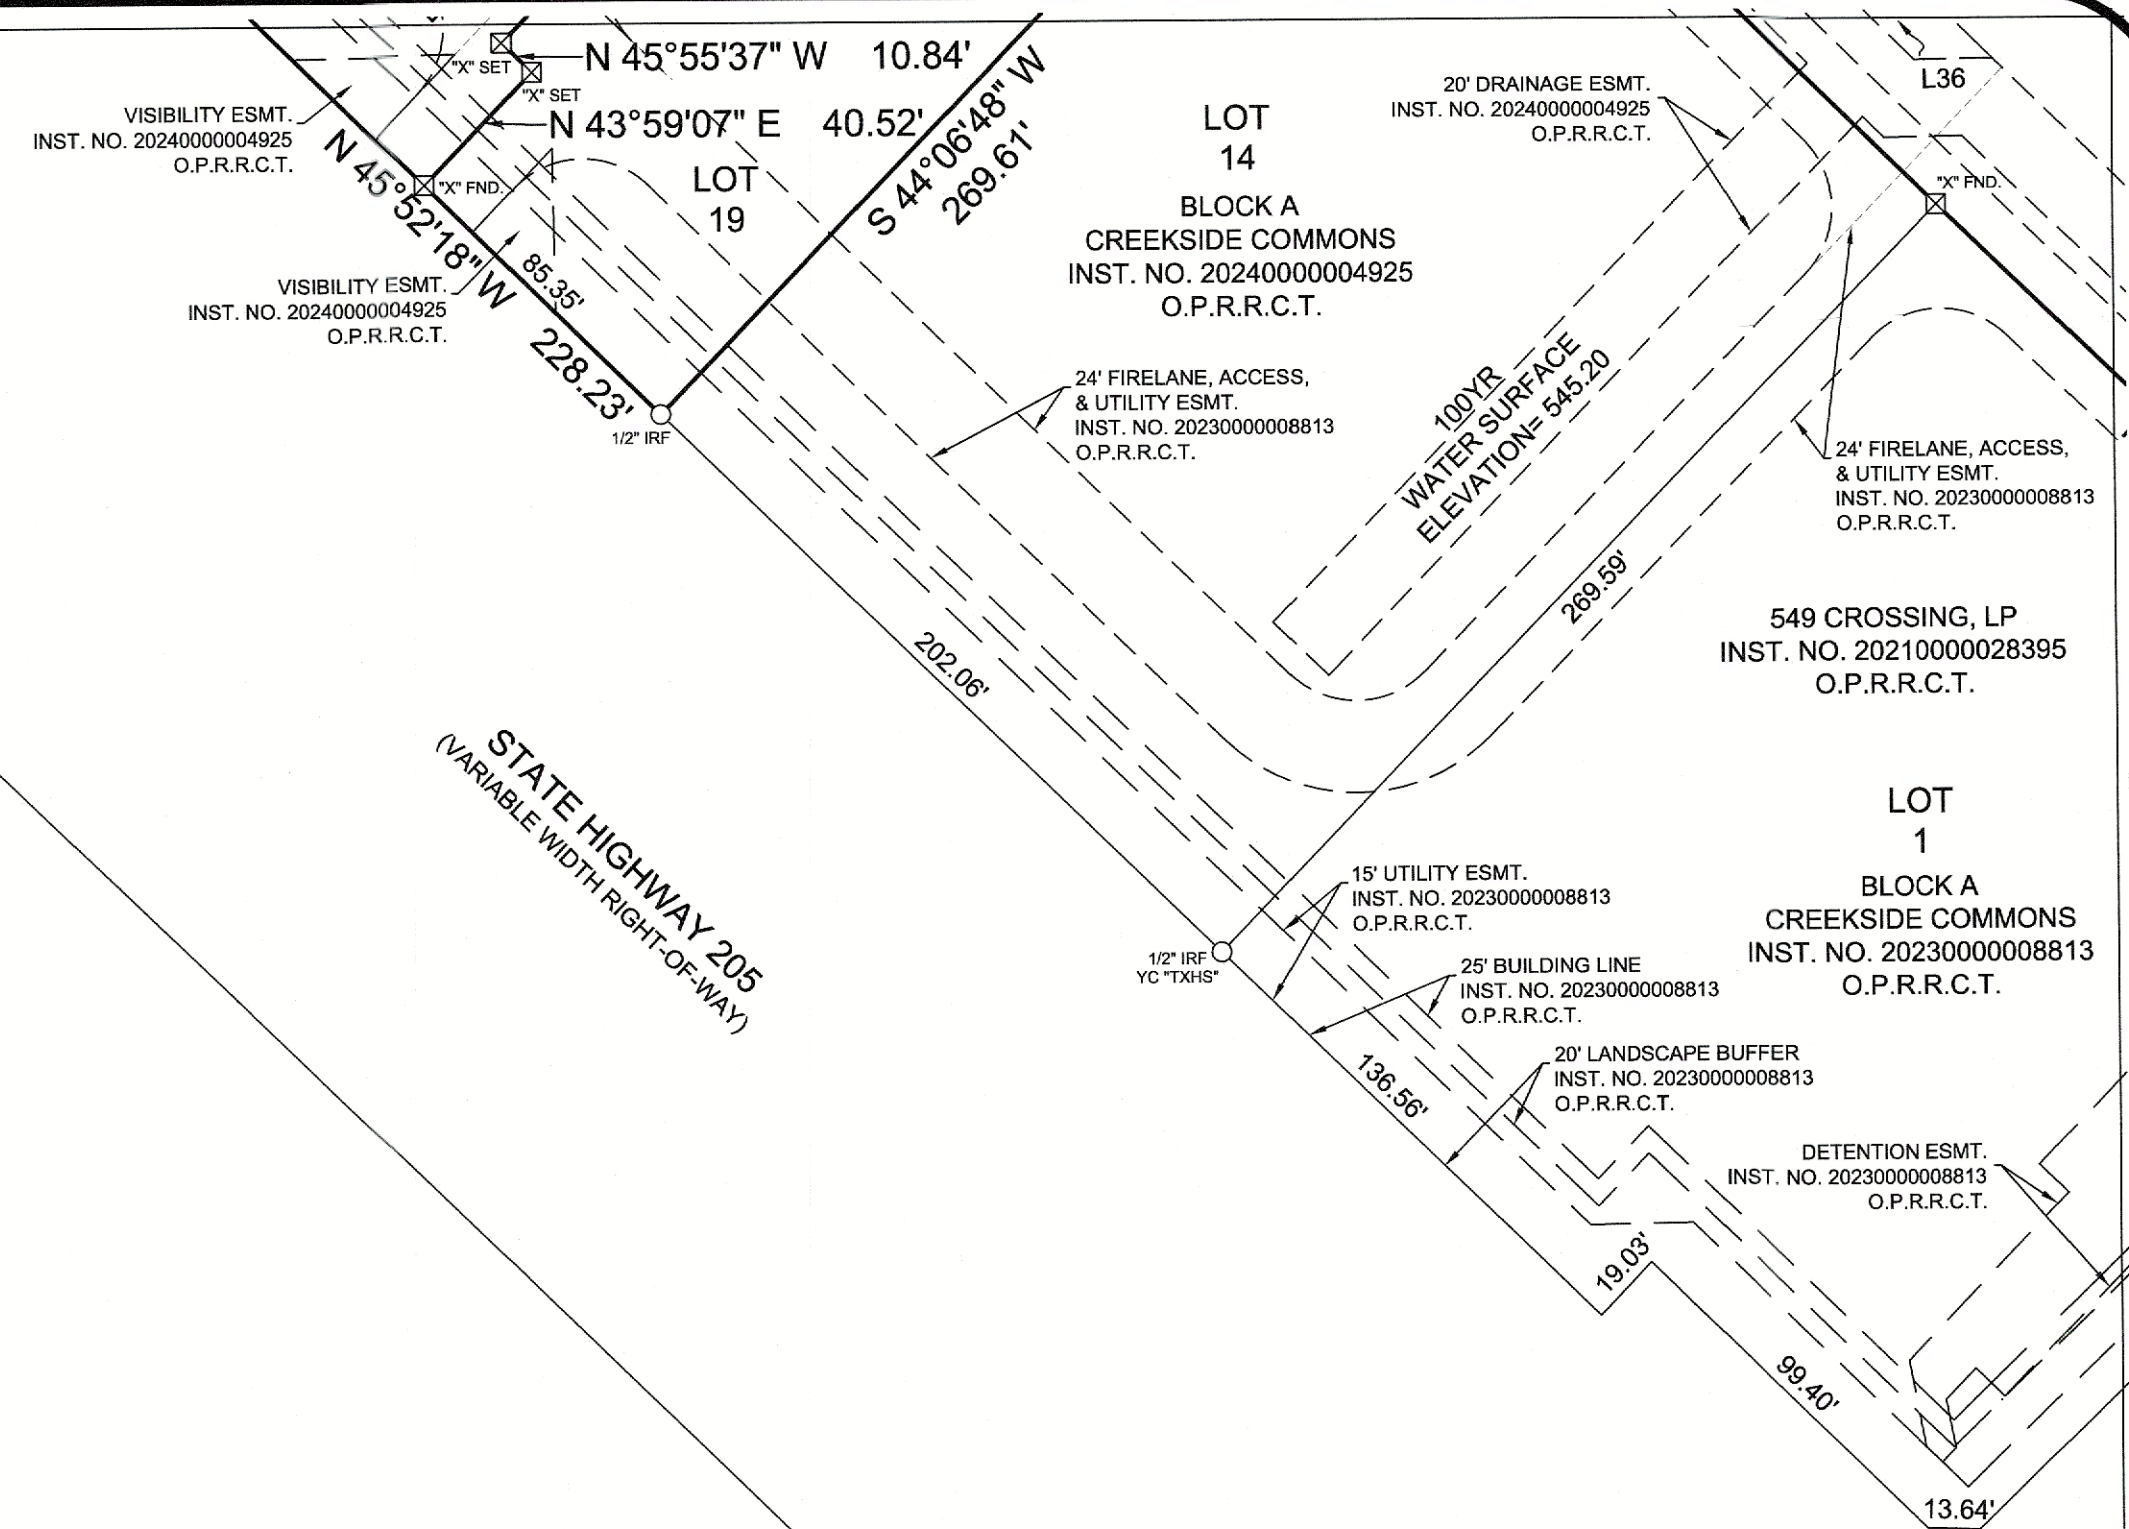 N 45°55'37" W 10.84'
"X" SET
"X" SET
N 43°59'07" E 40.52'
VISIBILITY ESMT.
INST. NO. 20240000004925
O.P.R.R.C.T.
"X" FND.
LOT
19
N 45°52'18" W 228.23'
85.35'
VISIBILITY ESMT.
INST. NO. 20240000004925
O.P.R.R.C.T.
1/2" IRF
S 44°06'48" W
269.61'
LOT
14
BLOCK A
CREEKSIDE COMMONS
INST. NO. 20240000004925
O.P.R.R.C.T.
20' DRAINAGE ESMT.
INST. NO. 20240000004925
O.P.R.R.C.T.
L36
"X" FND.
24' FIRELANE, ACCESS,
& UTILITY ESMT.
INST. NO. 20230000008813
O.P.R.R.C.T.
100YR
WATER SURFACE
ELEVATION= 545.20
24' FIRELANE, ACCESS,
& UTILITY ESMT.
INST. NO. 20230000008813
O.P.R.R.C.T.
269.59'
202.06'
549 CROSSING, LP
INST. NO. 20210000028395
O.P.R.R.C.T.
STATE HIGHWAY 205
(VARIABLE WIDTH RIGHT-OF-WAY)
LOT
1
BLOCK A
CREEKSIDE COMMONS
INST. NO. 20230000008813
O.P.R.R.C.T.
15' UTILITY ESMT.
INST. NO. 20230000008813
O.P.R.R.C.T.
1/2" IRF
YC "TXHS"
25' BUILDING LINE
INST. NO. 20230000008813
O.P.R.R.C.T.
20' LANDSCAPE BUFFER
INST. NO. 20230000008813
O.P.R.R.C.T.
136.56'
DETENTION ESMT.
INST. NO. 20230000008813
O.P.R.R.C.T.
19.03'
99.40'
13.64'